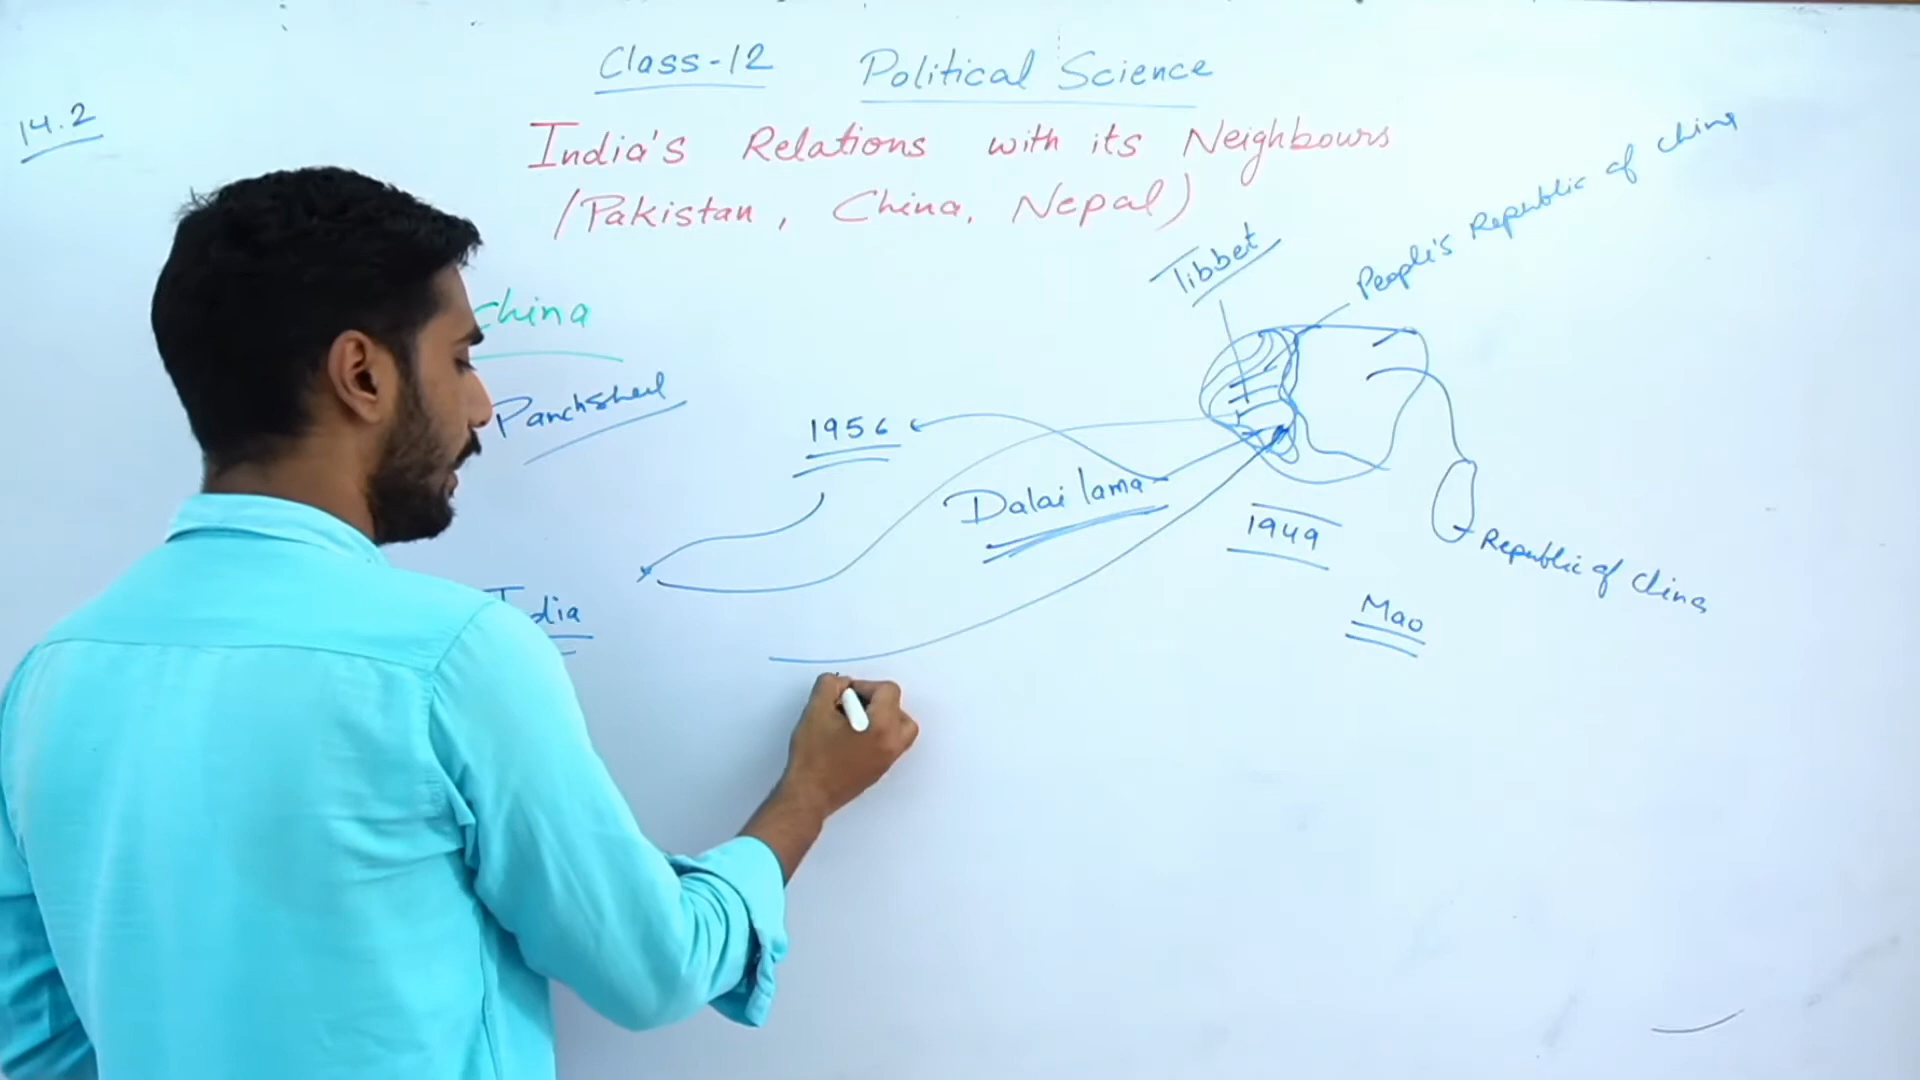 Class-12 Political Science
14.2
India's Relations with its Neighbours
(Pakistan, China, Nepal)
Tibbet
People's Republic of China
China
Panchsheel
1956
Dalai lama
1949
Republic of China
India
Mao